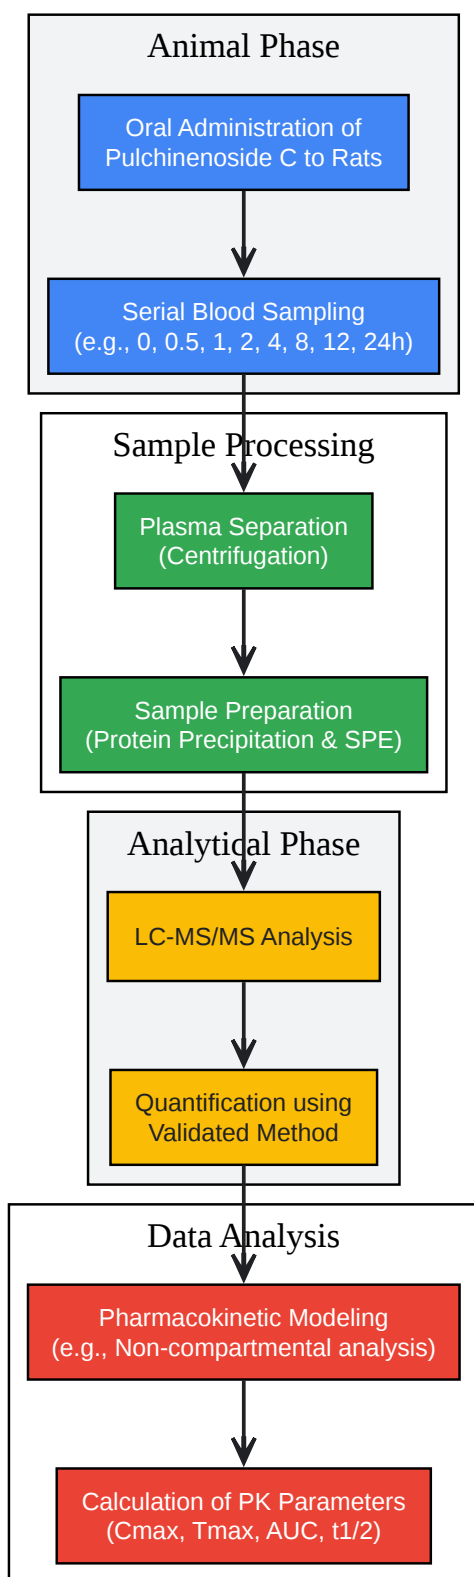 Animal Phase
Oral Administration of
Pulchinenoside C to Rats
Serial Blood Sampling
(e.g., 0, 0.5, 1, 2, 4, 8, 12, 24h)
Sample Processing
Plasma Separation
(Centrifugation)
Sample Preparation
(Protein Precipitation & SPE)
Analytical Phase
LC-MS/MS Analysis
Quantification using
Validated Method
Data Analysis
Pharmacokinetic Modeling
(e.g., Non-compartmental analysis)
Calculation of PK Parameters
(Cmax, Tmax, AUC, t1/2)